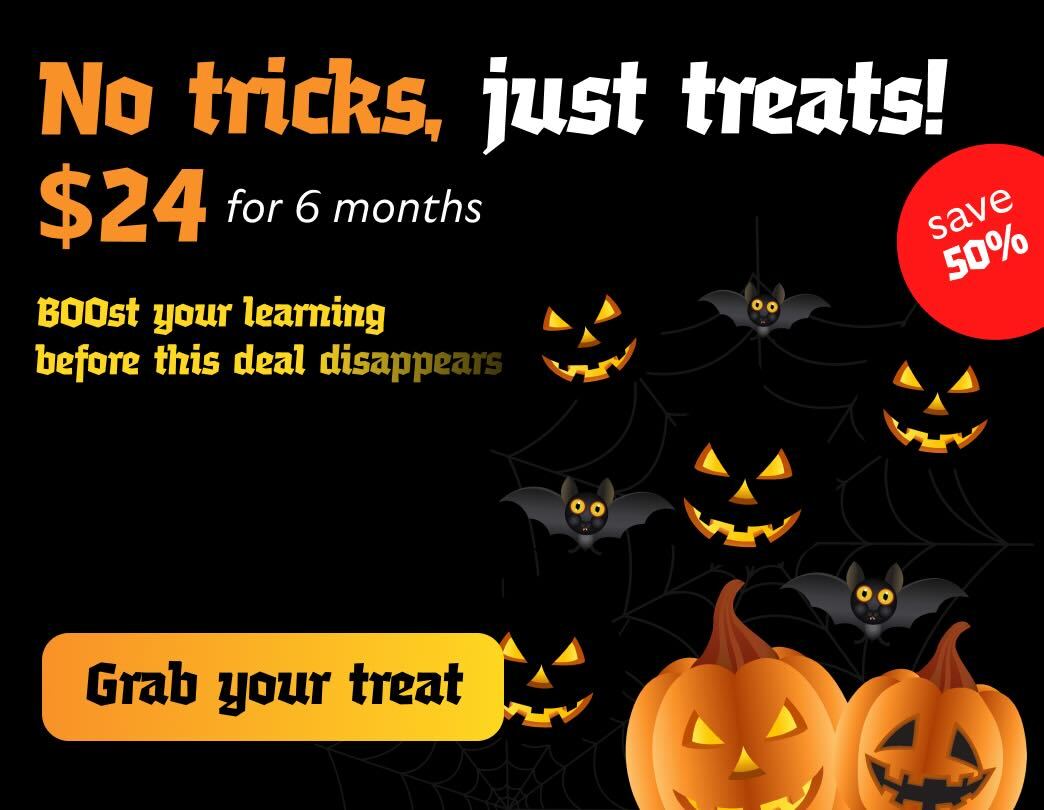 No tricks, just treats!
$24 for 6 months
save
50%
BOOst your learning
before this deal disappears
Grab your treat